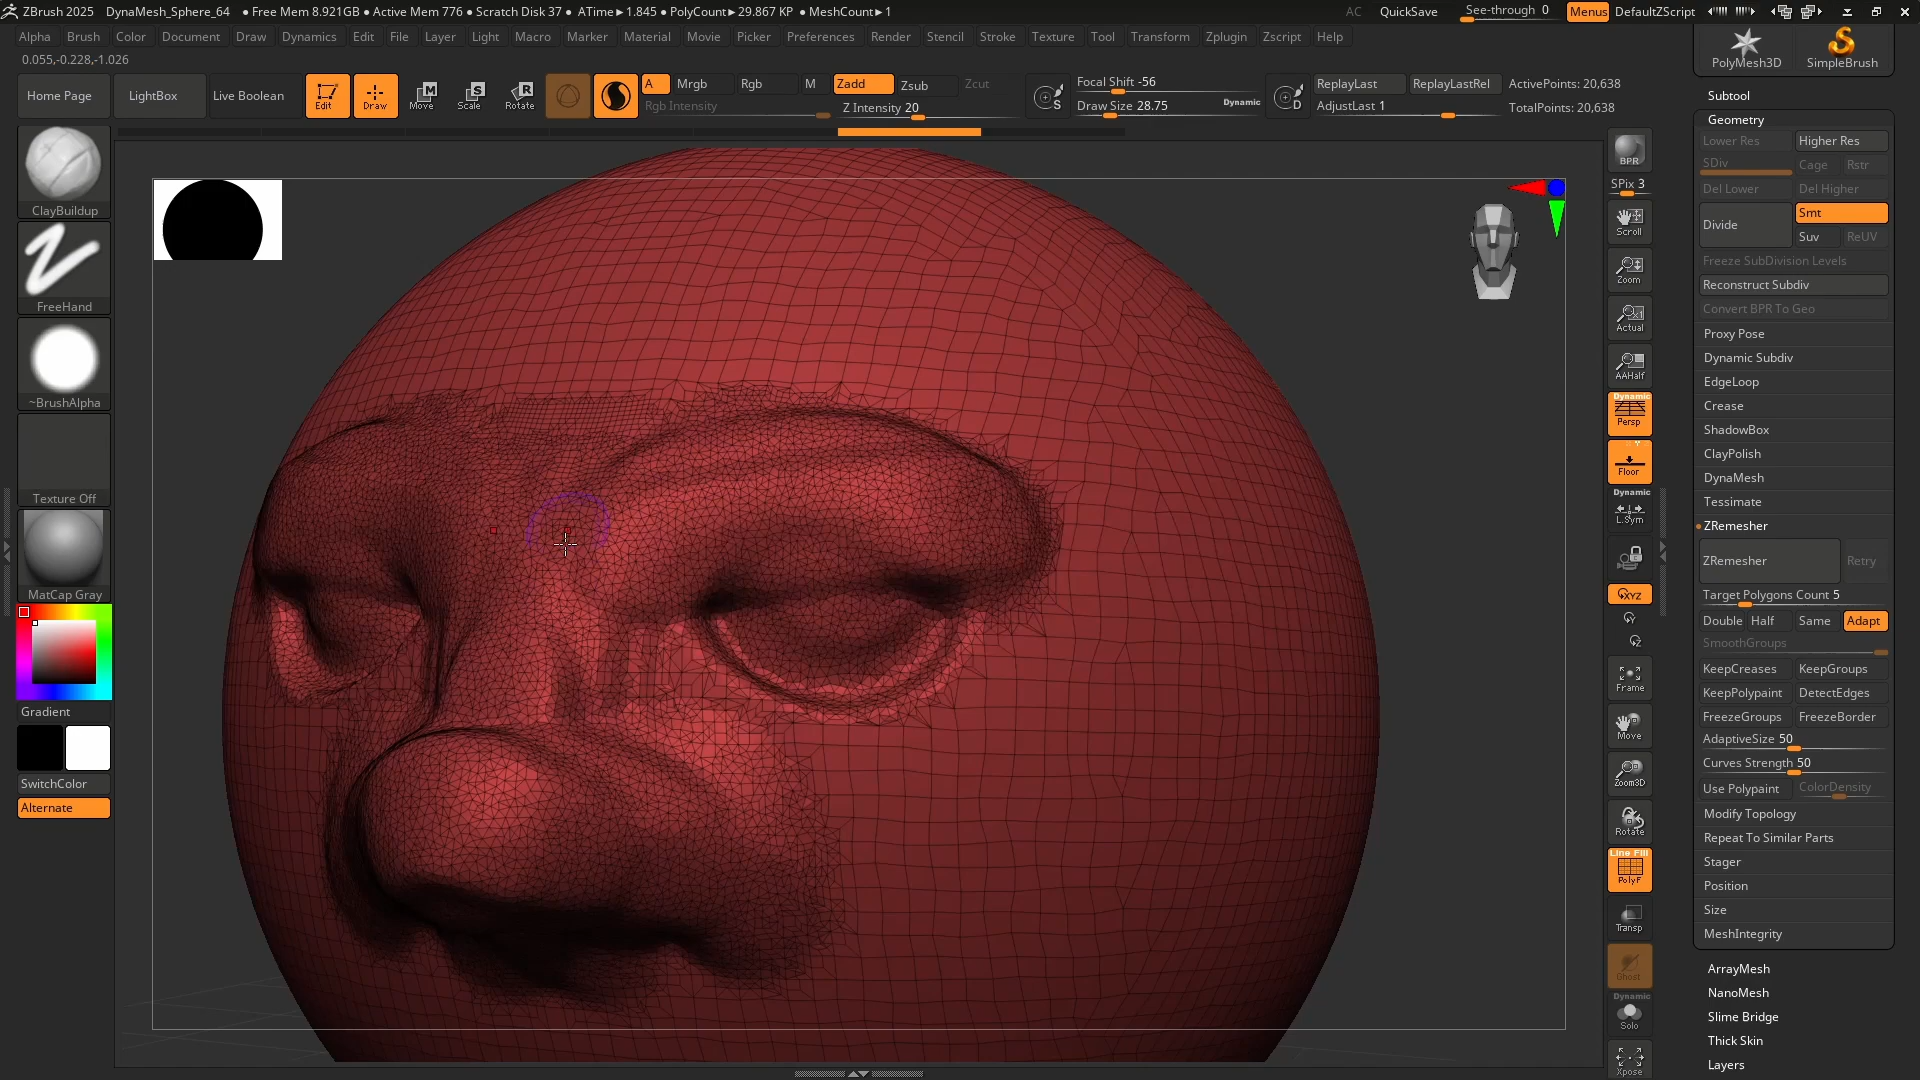 ZBrush 2025 DynaMesh_Sphere_64 ● Free Mem 8.921GB ● Active Mem 776 ● Scratch Disk 37 ● ATime►1.845 ● PolyCount►29.867 KP ● MeshCount►1 AC QuickSave See-through 0 Menus DefaultZScript
Alpha Brush Color Document Draw Dynamics Edit File Layer Light Macro Marker Material Movie Picker Preferences Render Stencil Stroke Texture Tool Transform Zplugin Zscript Help
0.055,-0.228,-1.026
Home Page LightBox Live Boolean Edit Draw Move Scale Rotate
M S R
A Mrgb Rgb M Zadd Zsub Zcut
Rgb Intensity Z Intensity 20
S Focal Shift -56
Draw Size 28.75 Dynamic
D ReplayLast ReplayLastRel ActivePoints: 20,638
AdjustLast 1 TotalPoints: 20,638
ClayBuildup
FreeHand
~BrushAlpha
Texture Off
MatCap Gray
Gradient
SwitchColor
Alternate
BPR
SPix 3
Scroll
Zoom
Actual
AAHalf
Dynamic
Persp
Floor
Dynamic
L.Sym
XYZ
Y
Z
Frame
Move
Zoom3D
Rotate
Line Fill
PolyF
Transp
Ghost
Dynamic
Solo
Xpose
PolyMesh3D SimpleBrush
Subtool
Geometry
Lower Res Higher Res
SDiv Cage Rstr
Del Lower Del Higher
Divide Smt
Suv ReUV
Freeze SubDivision Levels
Reconstruct Subdiv
Convert BPR To Geo
Proxy Pose
Dynamic Subdiv
EdgeLoop
Crease
ShadowBox
ClayPolish
DynaMesh
Tessimate
ZRemesher
ZRemesher Retry
Target Polygons Count 5
Double Half Same Adapt
SmoothGroups
KeepCreases KeepGroups
KeepPolypaint DetectEdges
FreezeGroups FreezeBorder
AdaptiveSize 50
Curves Strength 50
Use Polypaint ColorDensity
Modify Topology
Repeat To Similar Parts
Stager
Position
Size
MeshIntegrity
ArrayMesh
NanoMesh
Slime Bridge
Thick Skin
Layers